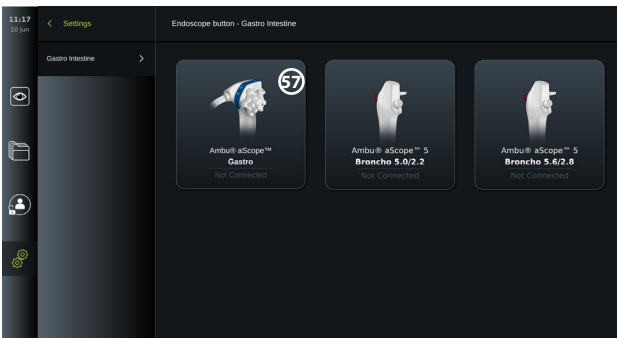 11:17
10 Jun
Settings
Endoscope button - Gastro Intestine
Gastro Intestine
57
Ambu® aScope™
Gastro
Not Connected
Ambu® aScope™ 5
Broncho 5.0/2.2
Not Connected
Ambu® aScope™ 5
Broncho 5.6/2.8
Not Connected